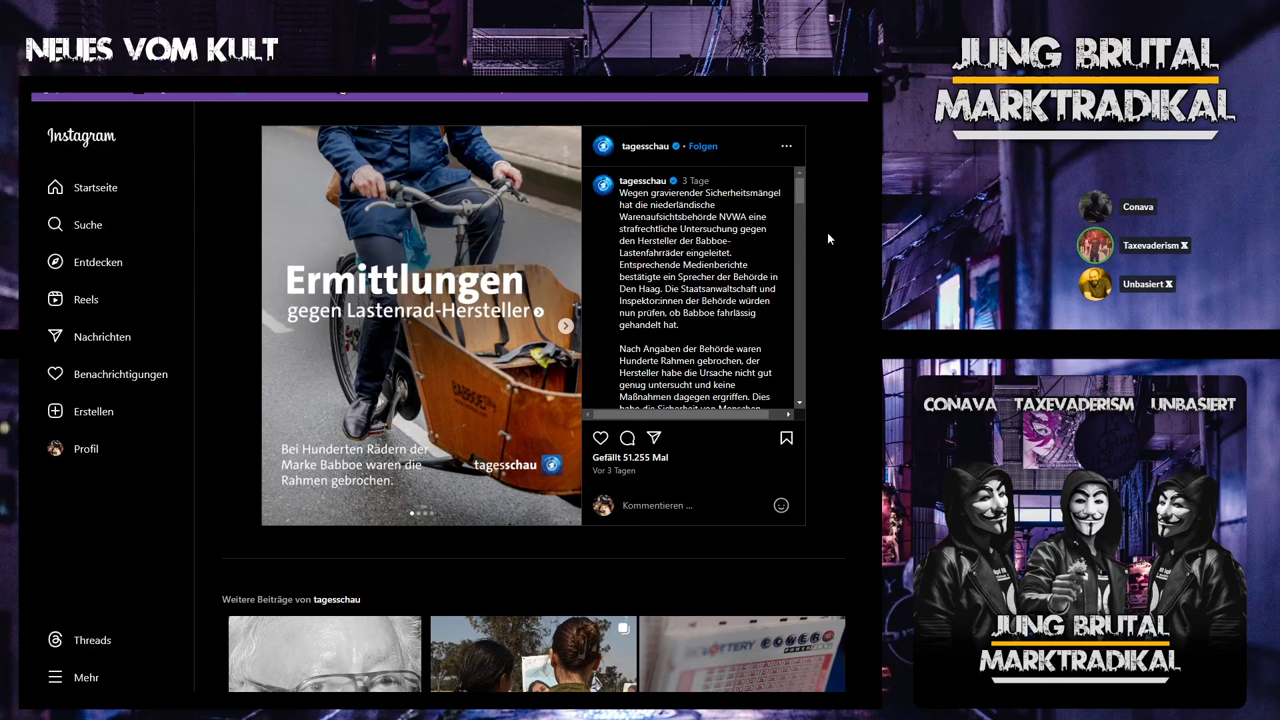 NEUES VOM KULT
JUNG BRUTAL
MARKTRADIKAL
Instagram
Startseite
Suche
Entdecken
Reels
Nachrichten
Benachrichtigungen
Erstellen
Profil
Threads
Mehr
Ermittlungen
gegen Lastenrad-Hersteller
Bei Hunderten Rädern der
Marke Babboe waren die
Rahmen gebrochen.
tagesschau
tagesschau • Folgen
tagesschau 3 Tage
Wegen gravierender Sicherheitsmängel
hat die niederländische
Warenaufsichtsbehörde NVWA eine
strafrechtliche Untersuchung gegen
den Hersteller der Babboe-
Lastenfahrräder eingeleitet.
Entsprechende Medienberichte
bestätigte ein Sprecher der Behörde in
Den Haag. Die Staatsanwaltschaft und
Inspektor:innen der Behörde würden
nun prüfen, ob Babboe fahrlässig
gehandelt hat.
Nach Angaben der Behörde waren
Hunderte Rahmen gebrochen, der
Hersteller habe die Ursache nicht gut
genug untersucht und keine
Maßnahmen dagegen ergriffen. Dies
habe die Sicherheit von Menschen
Gefällt 51.255 Mal
Vor 3 Tagen
Kommentieren ...
Weitere Beiträge von tagesschau
Conava
Taxevaderism X
Unbasiert X
CONAVA TAXEVADERISM UNBASIERT
JUNG BRUTAL
MARKTRADIKAL